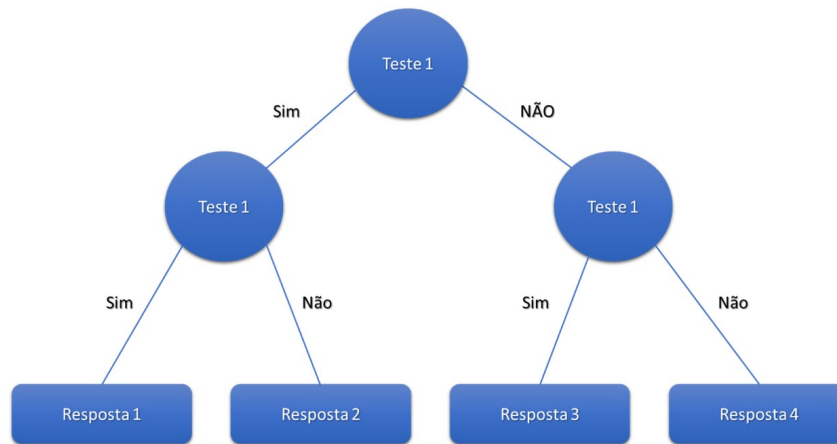 Teste 1
Sim
NÃO
Teste 1
Teste 1
Sim
Não
Sim
Não
Resposta 1
Resposta 2
Resposta 3
Resposta 4